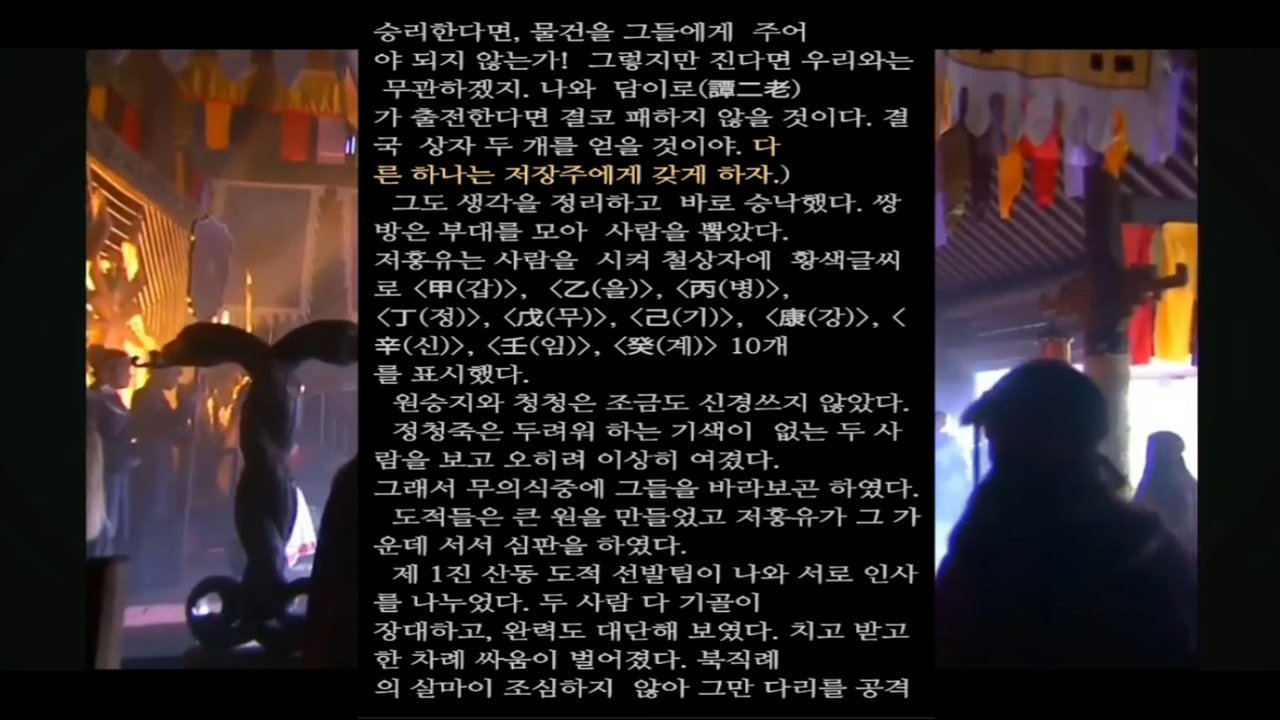 승리한다면, 물건을 그들에게 주어
야 되지 않는가! 그렇지만 진다면 우리와는
무관하겠지. 나와 담이로(譚二老)
가 출전한다면 결코 패하지 않을 것이다. 결
국 상자 두 개를 얻을 것이야. 다
른 하나는 저장주에게 갖게 하자.)
그도 생각을 정리하고 바로 승낙했다. 쌍
방은 부대를 모아 사람을 뽑았다.
저홍유는 사람을 시켜 철상자에 황색글씨
로 <甲(갑)>, <乙(을)>, <丙(병)>,
<丁(정)>, <戊(무)>, <己(기)>, <康(강)>, <
辛(신)>, <壬(임)>, <癸(계)> 10개
를 표시했다.
원승지와 청청은 조금도 신경쓰지 않았다.
정청죽은 두려워 하는 기색이 없는 두 사
람을 보고 오히려 이상히 여겼다.
그래서 무의식중에 그들을 바라보곤 하였다.
도적들은 큰 원을 만들었고 저홍유가 그 가
운데 서서 심판을 하였다.
제 1진 산동 도적 선발팀이 나와 서로 인사
를 나누었다. 두 사람 다 기골이
장대하고, 완력도 대단해 보였다. 치고 받고
한 차례 싸움이 벌어졌다. 북직례
의 살마이 조심하지 않아 그만 다리를 공격